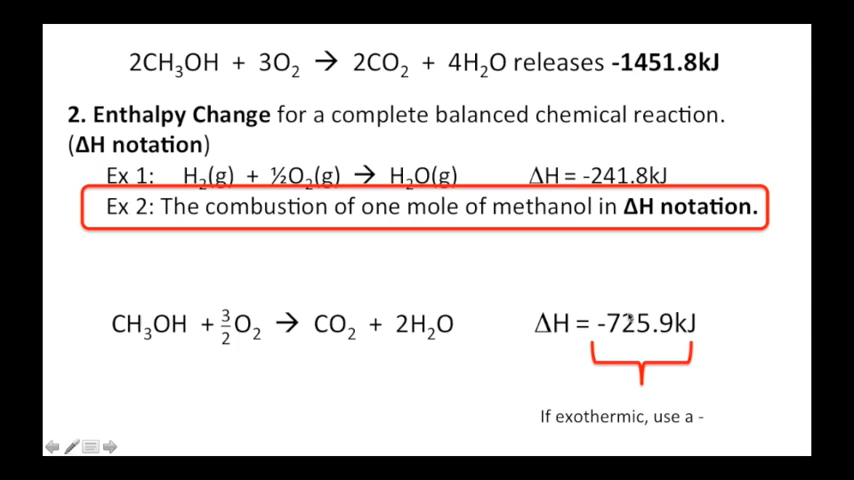 2CH₃OH + 3O₂ → 2CO₂ + 4H₂O releases -1451.8kJ
2. Enthalpy Change for a complete balanced chemical reaction.
(ΔH notation)
Ex 1: H₂(g) + ½O₂(g) → H₂O(g) ΔH = -241.8kJ
Ex 2: The combustion of one mole of methanol in ΔH notation.
CH₃OH + 3/2 O₂ → CO₂ + 2H₂O ΔH = -725.9kJ
If exothermic, use a -